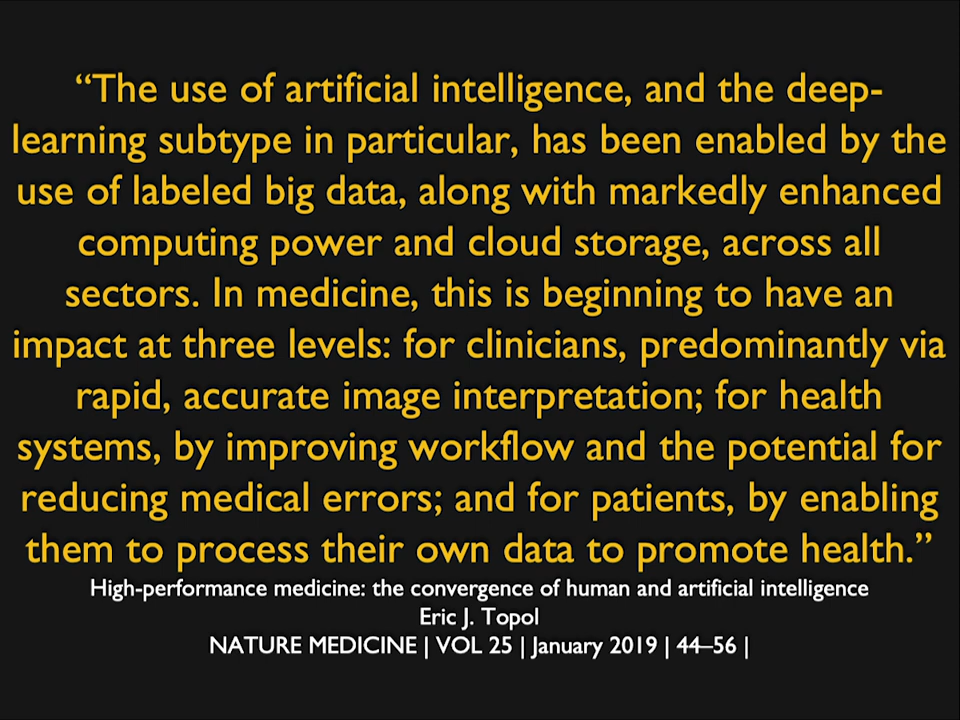 “The use of artificial intelligence, and the deep-
learning subtype in particular, has been enabled by the
use of labeled big data, along with markedly enhanced
computing power and cloud storage, across all
sectors. In medicine, this is beginning to have an
impact at three levels: for clinicians, predominantly via
rapid, accurate image interpretation; for health
systems, by improving workflow and the potential for
reducing medical errors; and for patients, by enabling
them to process their own data to promote health.”
High-performance medicine: the convergence of human and artificial intelligence
Eric J. Topol
NATURE MEDICINE | VOL 25 | January 2019 | 44–56 |